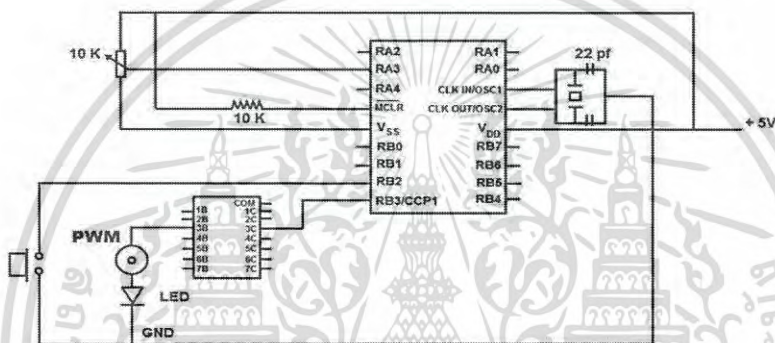 10 K
10 K
RA2
RA3
RA4
MCLR
VSS
RB0
RB1
RB2
RB3/CCP1
RA1
RA0
CLK IN/OSC1
CLK OUT/OSC2
VDD
RB7
RB6
RB5
RB4
22 pf
+ 5V
1B
2B
3B
4B
5B
6B
7B
COM
1C
2C
3C
4C
5C
6C
7C
PWM
LED
GND